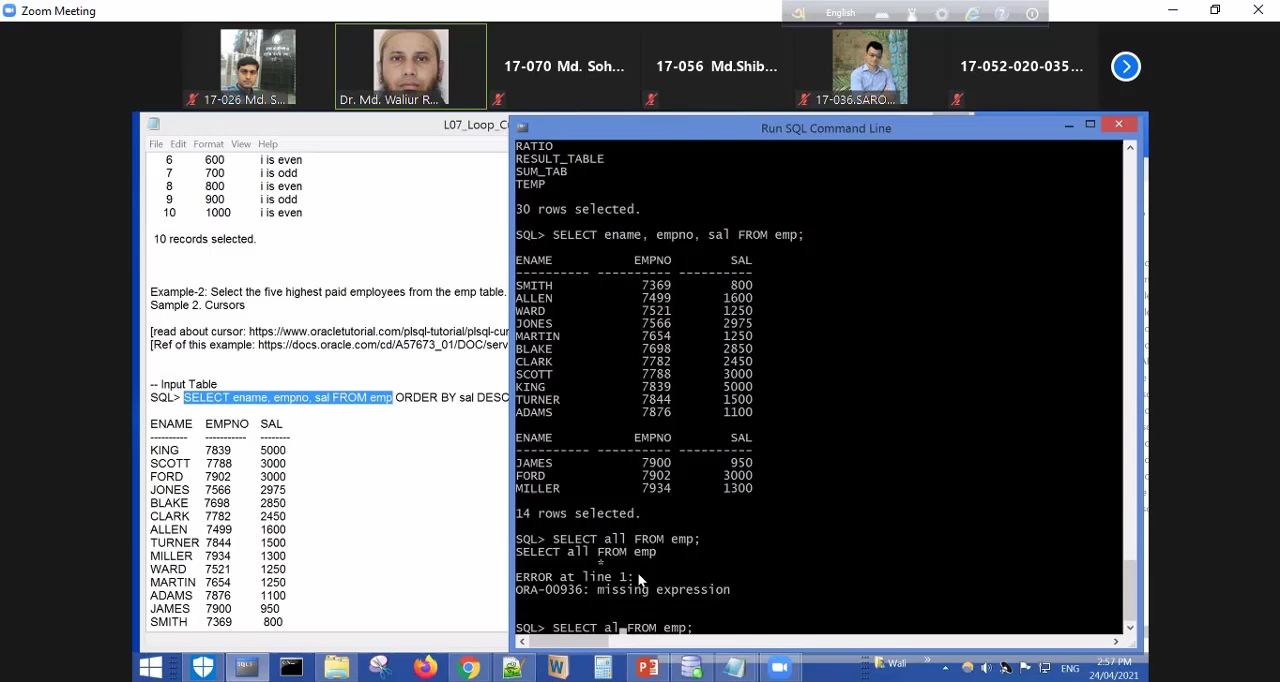 Zoom Meeting
English
17-026 Md. S...
Dr. Md. Waliur R...
17-070 Md. Soh...
17-056 Md.Shib...
17-036.SARO...
17-052-020-035...
L07_Loop_C
File Edit Format View Help
6 600 i is even
7 700 i is odd
8 800 i is even
9 900 i is odd
10 1000 i is even
10 records selected.
Example-2: Select the five highest paid employees from the emp table.
Sample 2. Cursors
[read about cursor: https://www.oracletutorial.com/plsql-tutorial/plsql-cur
[Ref of this example: https://docs.oracle.com/cd/A57673_01/DOC/serv
-- Input Table
SQL> SELECT ename, empno, sal FROM emp ORDER BY sal DESC
ENAME EMPNO SAL
---------- ----------- --------
KING 7839 5000
SCOTT 7788 3000
FORD 7902 3000
JONES 7566 2975
BLAKE 7698 2850
CLARK 7782 2450
ALLEN 7499 1600
TURNER 7844 1500
MILLER 7934 1300
WARD 7521 1250
MARTIN 7654 1250
ADAMS 7876 1100
JAMES 7900 950
SMITH 7369 800
Run SQL Command Line
RATIO
RESULT_TABLE
SUM_TAB
TEMP
30 rows selected.
SQL> SELECT ename, empno, sal FROM emp;
ENAME EMPNO SAL
---------- ---------- ----------
SMITH 7369 800
ALLEN 7499 1600
WARD 7521 1250
JONES 7566 2975
MARTIN 7654 1250
BLAKE 7698 2850
CLARK 7782 2450
SCOTT 7788 3000
KING 7839 5000
TURNER 7844 1500
ADAMS 7876 1100
ENAME EMPNO SAL
---------- ---------- ----------
JAMES 7900 950
FORD 7902 3000
MILLER 7934 1300
14 rows selected.
SQL> SELECT all FROM emp;
SELECT all FROM emp
*
ERROR at line 1:
ORA-00936: missing expression
SQL> SELECT al FROM emp;
Wali
ENG
2:57 PM
24/04/2021